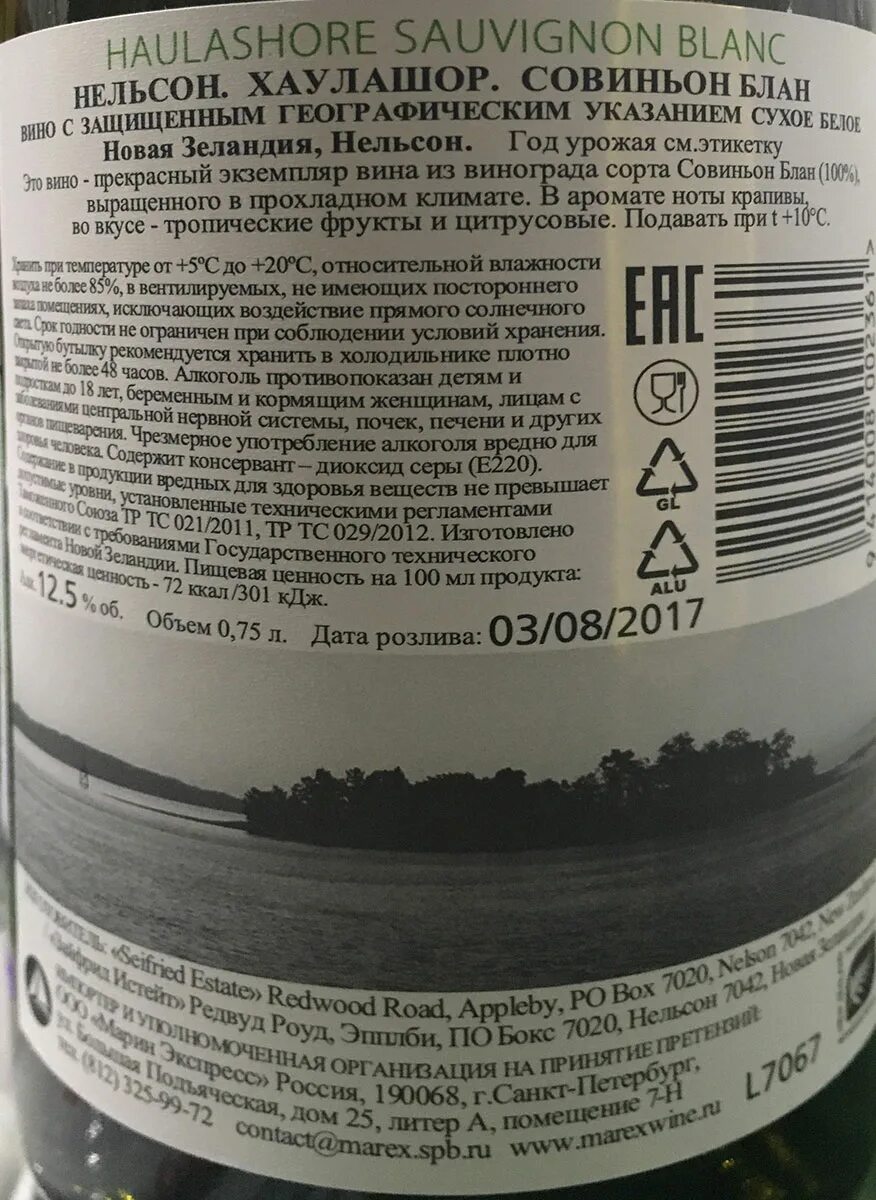 HAULASHORE SAUVIGNON BLANC
НЕЛЬСОН. ХАУЛАШОР. СОВИНЬОН БЛАН
ВИНО С ЗАЩИЩЕННЫМ ГЕОГРАФИЧЕСКИМ УКАЗАНИЕМ СУХОЕ БЕЛОЕ
Новая Зеландия, Нельсон. Год урожая см.этикетку
Это вино - прекрасный экземпляр вина из винограда сорта Совиньон Блан (100%),
выращенного в прохладном климате. В аромате ноты крапивы,
во вкусе - тропические фрукты и цитрусовые. Подавать при t +10°C.
Хранить при температуре от +5°C до +20°C, относительной влажности
воздуха не более 85%, в вентилируемых, не имеющих постороннего
запаха помещениях, исключающих воздействие прямого солнечного
света. Срок годности не ограничен при соблюдении условий хранения.
Открытую бутылку рекомендуется хранить в холодильнике плотно
закрытой не более 48 часов. Алкоголь противопоказан детям и
подросткам до 18 лет, беременным и кормящим женщинам, лицам с
заболеваниями центральной нервной системы, почек, печени и других
органов пищеварения. Чрезмерное употребление алкоголя вредно для
здоровья человека. Содержит консервант – диоксид серы (Е220).
Содержание в продукции вредных для здоровья веществ не превышает
допустимые уровни, установленные техническими регламентами
Таможенного Союза ТР ТС 021/2011, ТР ТС 029/2012. Изготовлено
в соответствии с требованиями Государственного технического
регламента Новой Зеландии. Пищевая ценность на 100 мл продукта:
энергетическая ценность - 72 ккал/301 кДж.
Алк. 12.5 % об. Объем 0,75 л. Дата розлива: 03/08/2017
EAC
GL
ALU
9 414008 002361 >
ИЗГОТОВИТЕЛЬ: «Seifried Estate» Redwood Road, Appleby, PO Box 7020, Nelson 7042, New
«Зайфрид Истейт» Редвуд Роуд, Эпплби, ПО Бокс 7020, Нельсон 7042, Новая Зеландия
ИМПОРТЕР И УПОЛНОМОЧЕННАЯ ОРГАНИЗАЦИЯ НА ПРИНЯТИЕ ПРЕТЕНЗИЙ:
ООО «Марин Экспресс» Россия, 190068, г.Санкт-Петербург,
ул. Большая Подъяческая, дом 25, литер А, помещение 7-Н
тел. (812) 325-99-72 contact@marex.spb.ru www.marexwine.ru
L7067